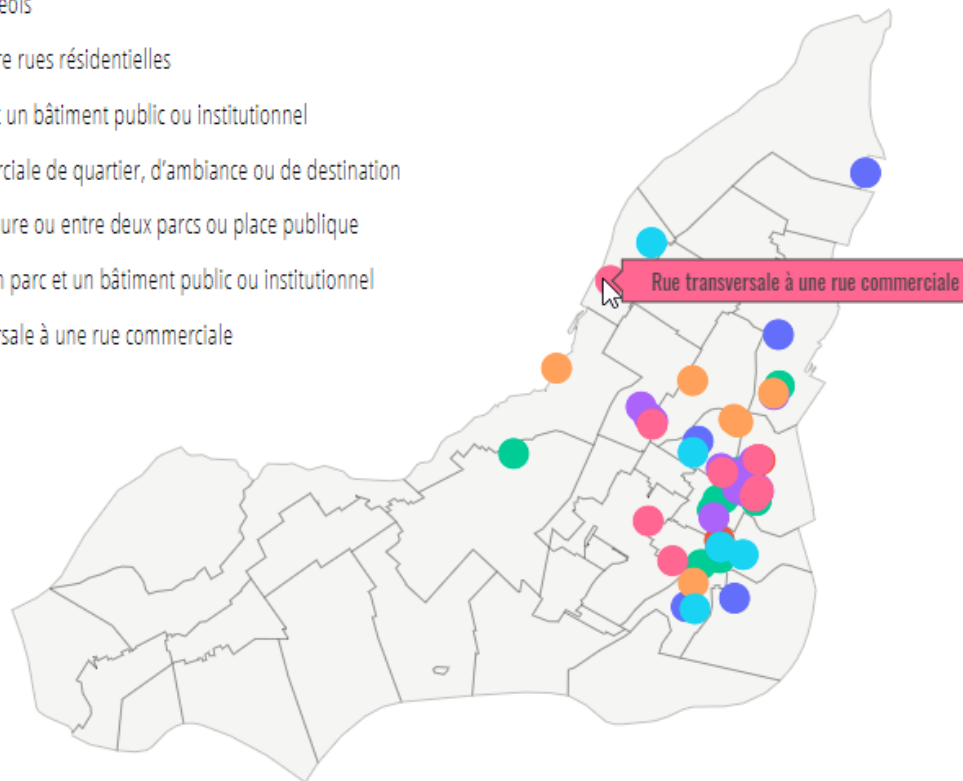 re rues résidentielles
t un bâtiment public ou institutionnel
rciale de quartier, d'ambiance ou de destination
ure ou entre deux parcs ou place publique
n parc et un bâtiment public ou institutionnel
Rue transversale à une rue commerciale
rsale à une rue commerciale